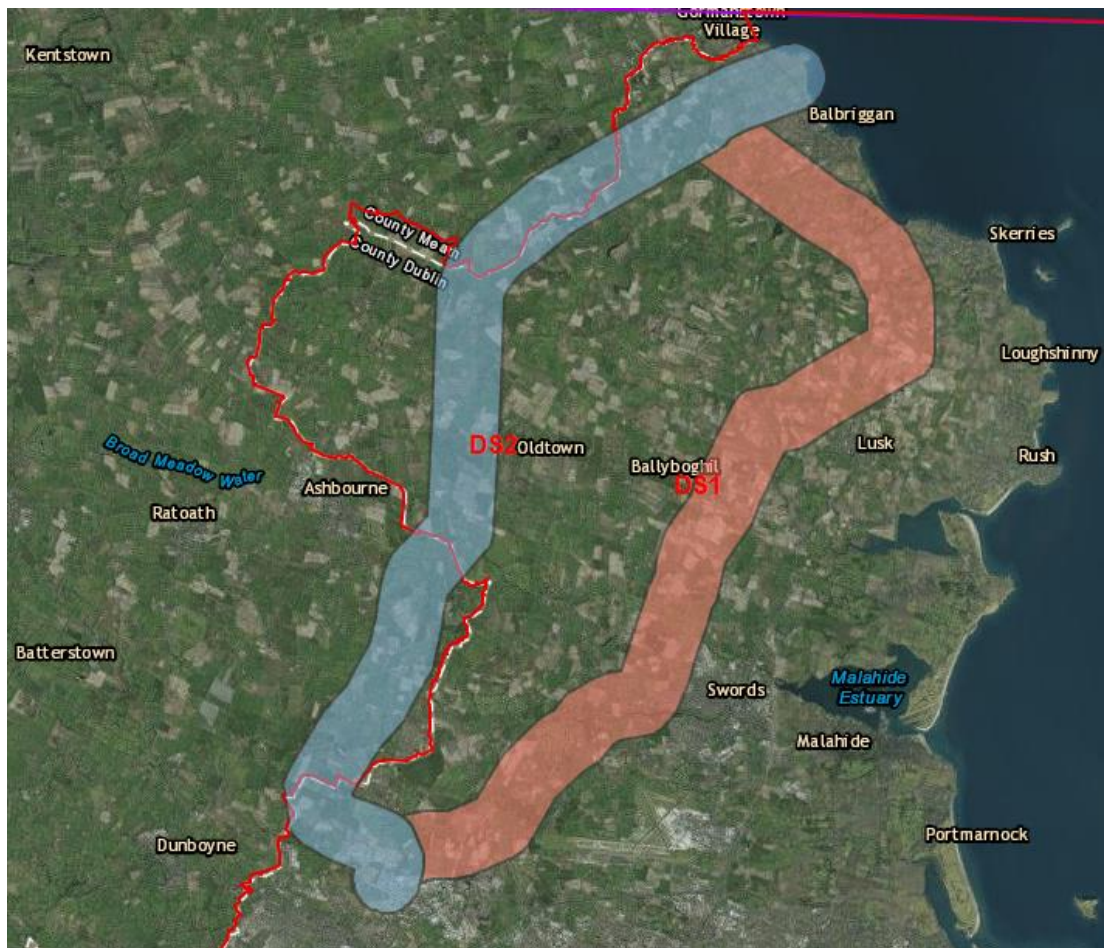 Gormanstown
Village
Kentstown
Balbriggan
County Meath
County Dublin
Skerries
Loughshinny
DS2
Oldtown
Lusk
Ballyboghil
DS1
Rush
Broad Meadow Water
Ashbourne
Ratoath
Batterstown
Swords
Malahide
Estuary
Malahide
Dunboyne
Portmarnock